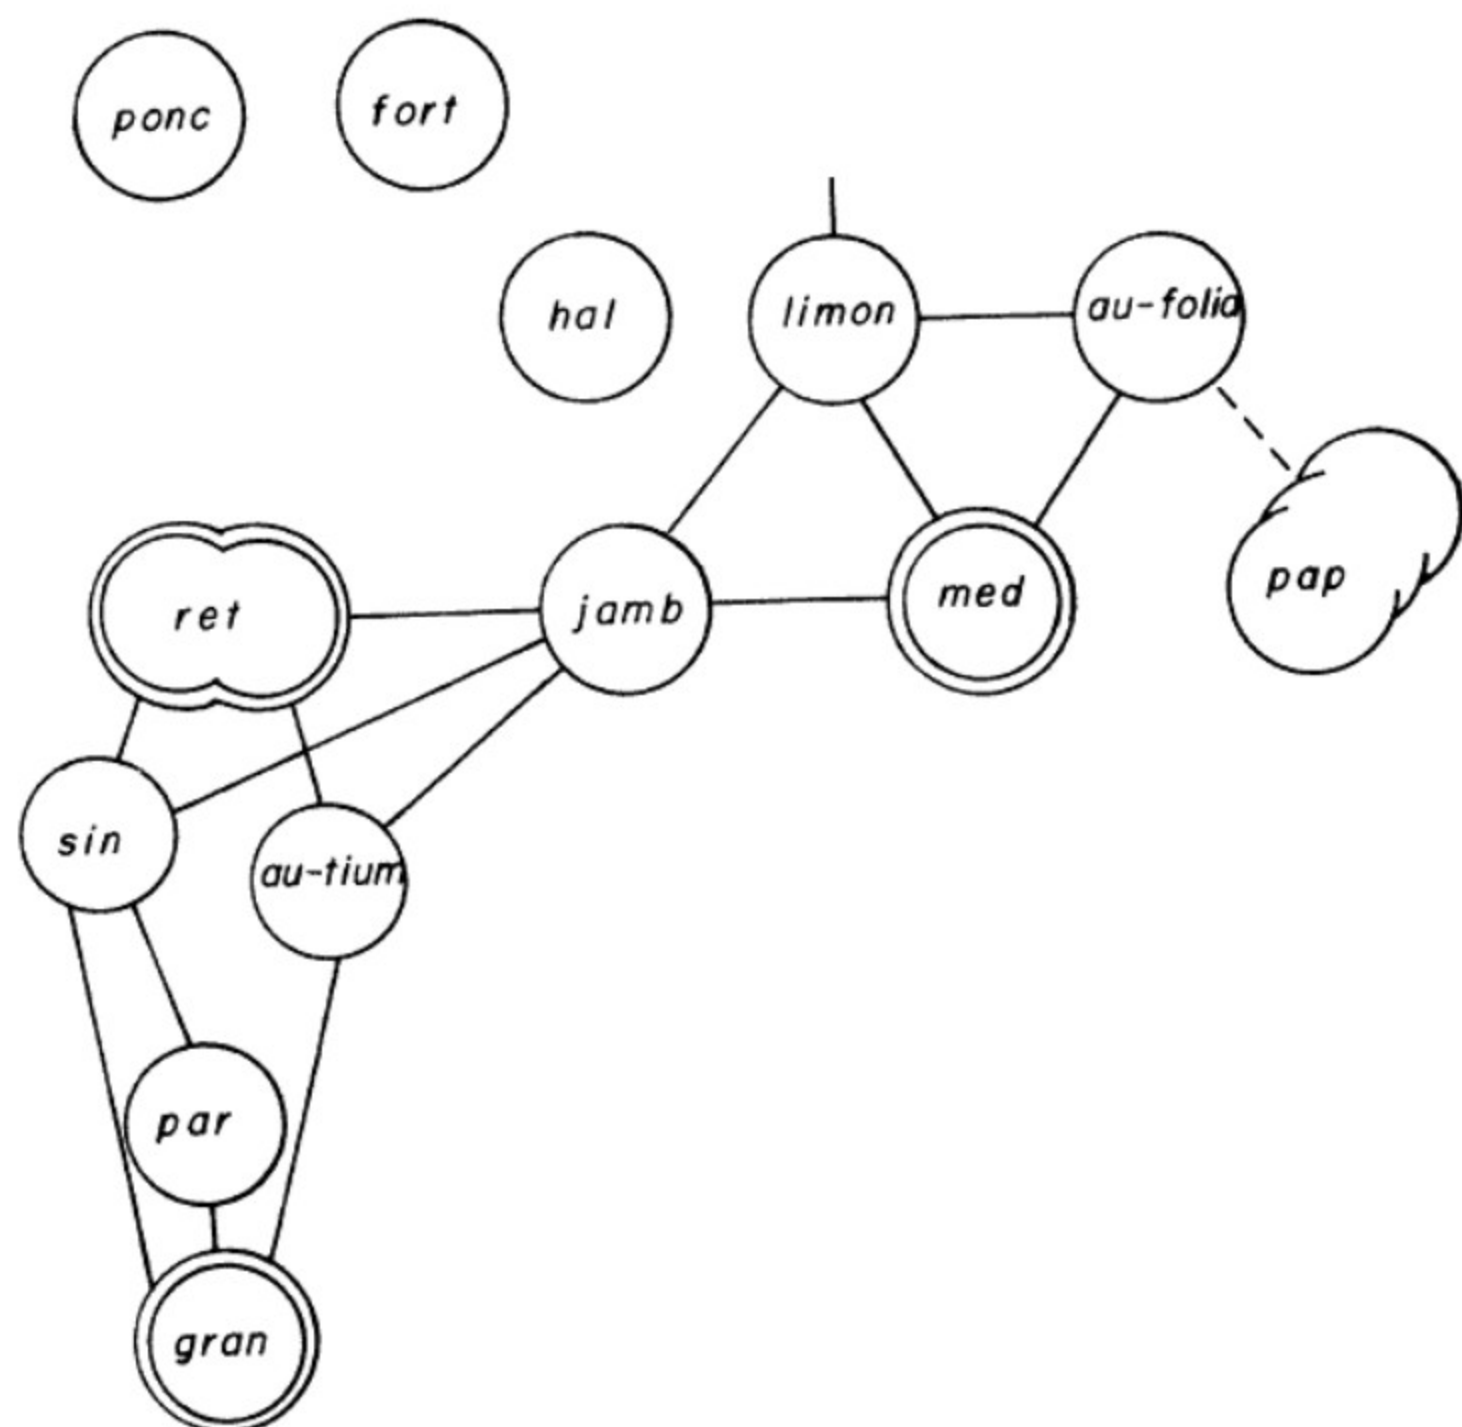 ponc
fort
hal
limon
au-folia
ret
jamb
med
pap
sin
au-tium
par
gran